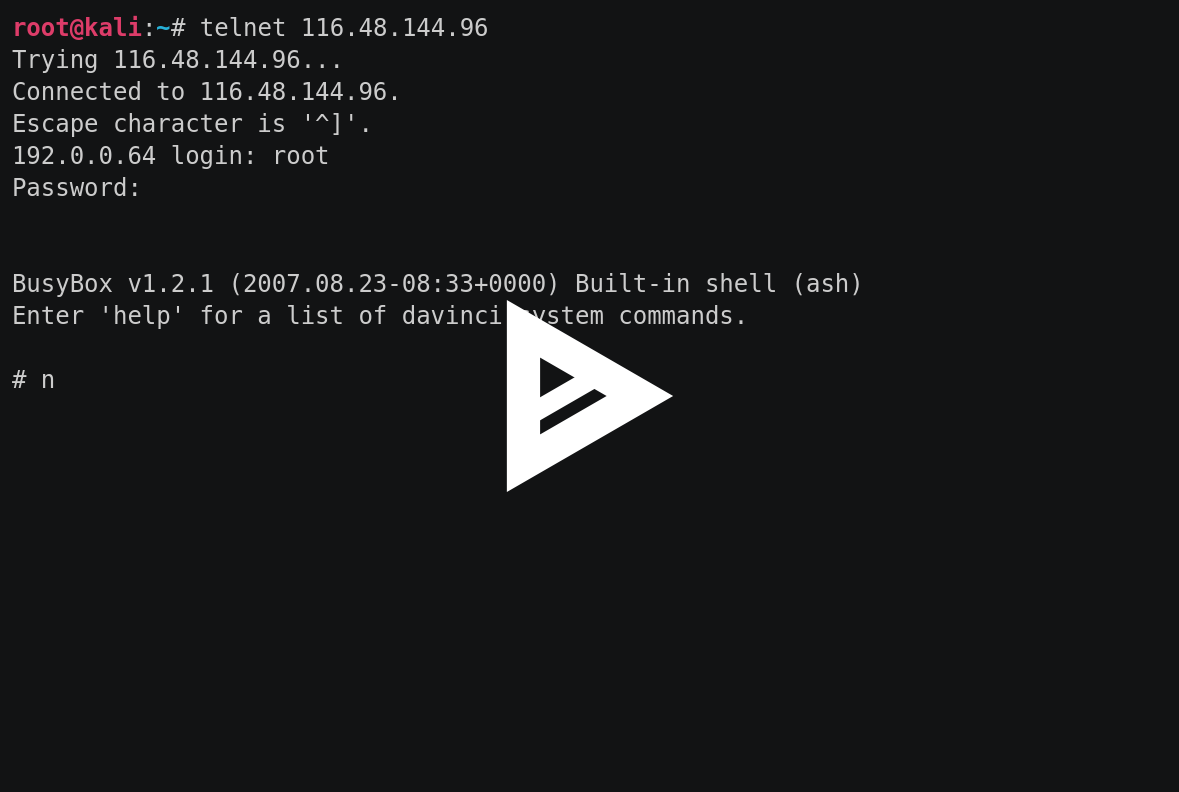 root@kali:~# telnet 116.48.144.96
Trying 116.48.144.96...
Connected to 116.48.144.96.
Escape character is '^]'.
192.0.0.64 login: root
Password:
BusyBox v1.2.1 (2007.08.23-08:33+0000) Built-in shell (ash)
Enter 'help' for a list of davinci system commands.
# n